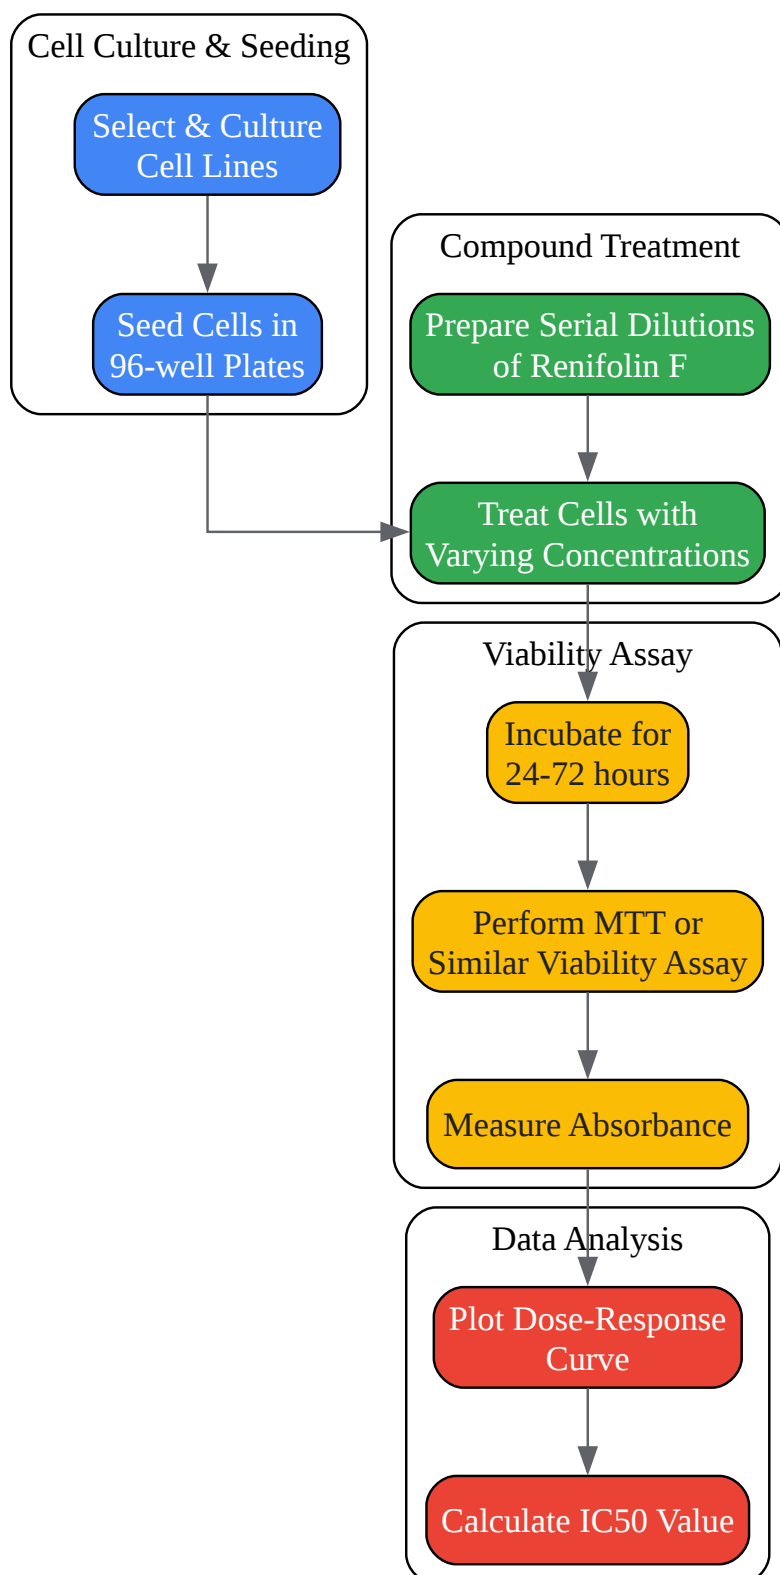 Cell Culture & Seeding
Select & Culture
Cell Lines
Seed Cells in
96-well Plates
Compound Treatment
Prepare Serial Dilutions
of Renifolin F
Treat Cells with
Varying Concentrations
Viability Assay
Incubate for
24-72 hours
Perform MTT or
Similar Viability Assay
Measure Absorbance
Data Analysis
Plot Dose-Response
Curve
Calculate IC50 Value